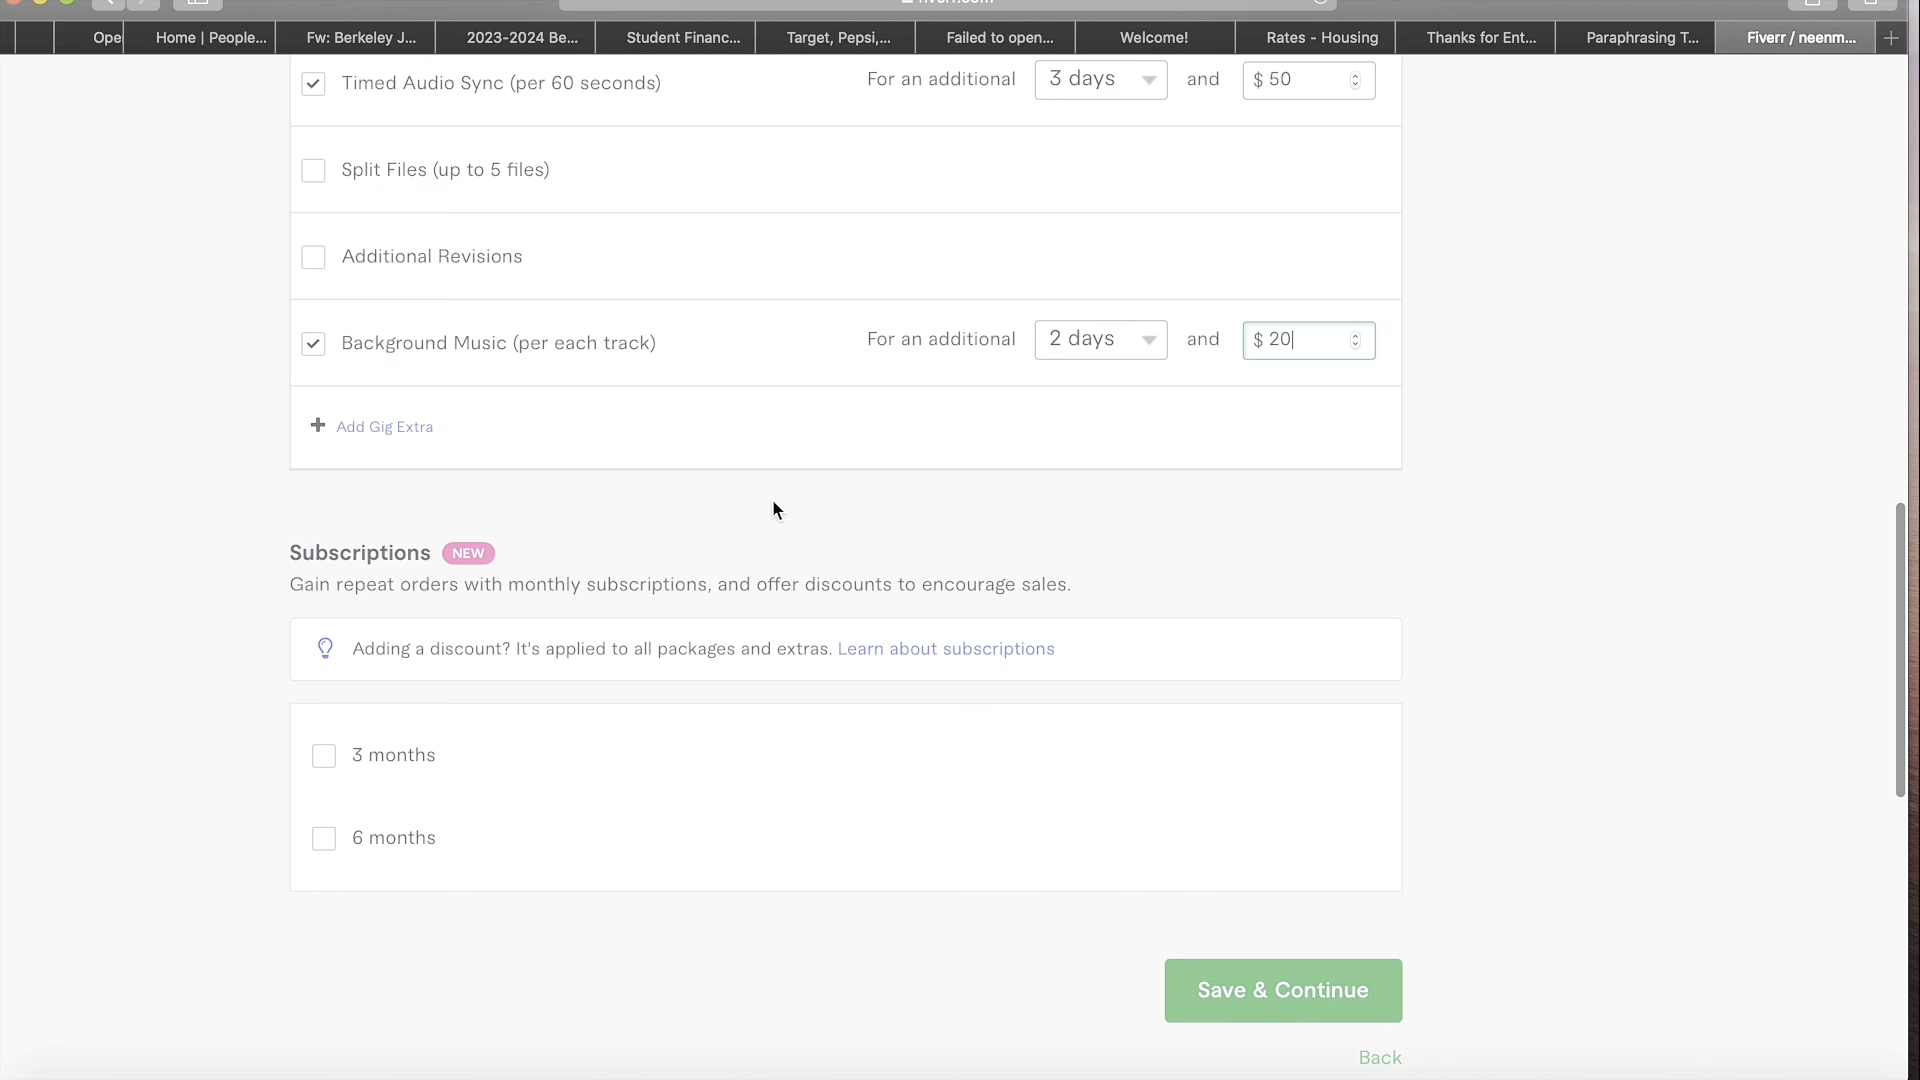 Ope
Home | People...
Fw: Berkeley J...
2023-2024 Be...
Student Financ...
Target, Pepsi,...
Failed to open...
Welcome!
Rates - Housing
Thanks for Ent...
Paraphrasing T...
Fiverr / neenm...
Timed Audio Sync (per 60 seconds) For an additional 3 days and $ 50
Split Files (up to 5 files)
Additional Revisions
Background Music (per each track) For an additional 2 days and $ 20
Add Gig Extra
Subscriptions NEW
Gain repeat orders with monthly subscriptions, and offer discounts to encourage sales.
Adding a discount? It's applied to all packages and extras. Learn about subscriptions
3 months
6 months
Save & Continue
Back